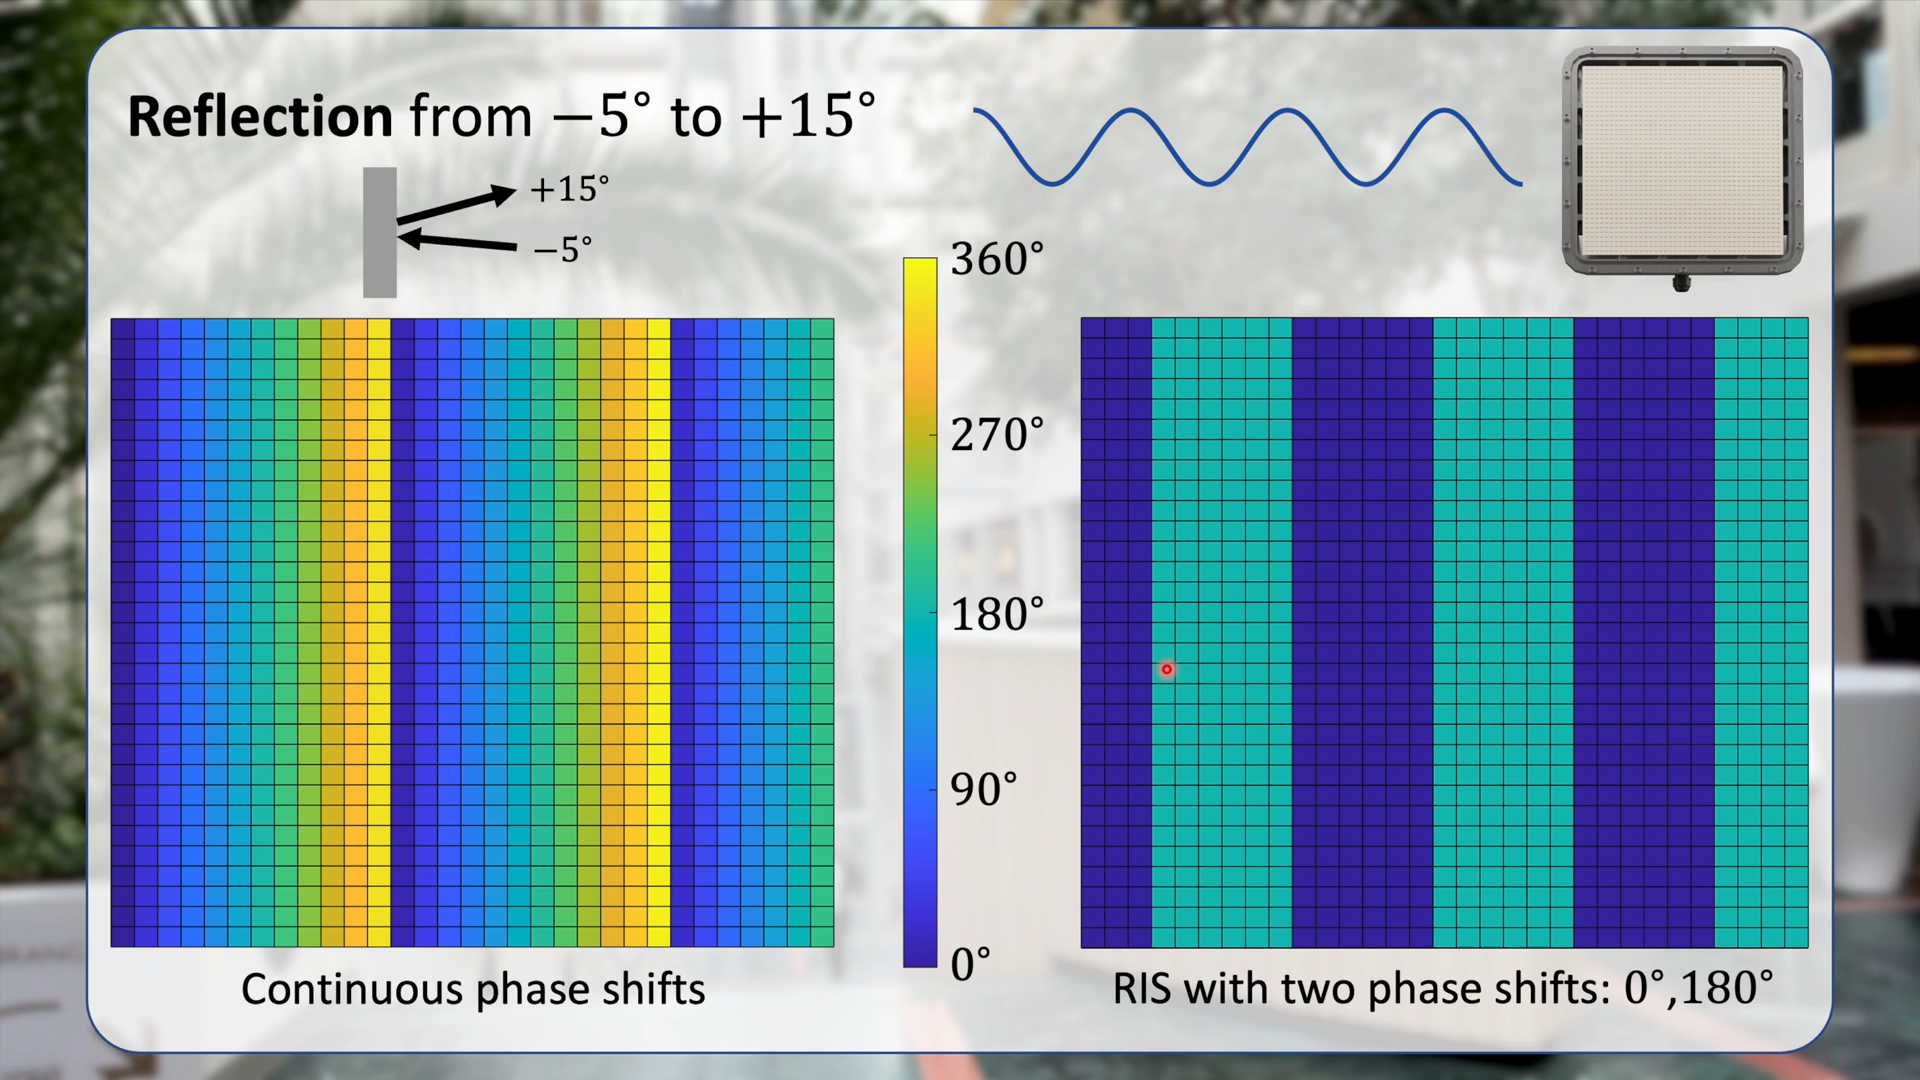 Reflection from −5° to +15°
+15°
−5°
360°
270°
180°
90°
0°
Continuous phase shifts
RIS with two phase shifts: 0°,180°